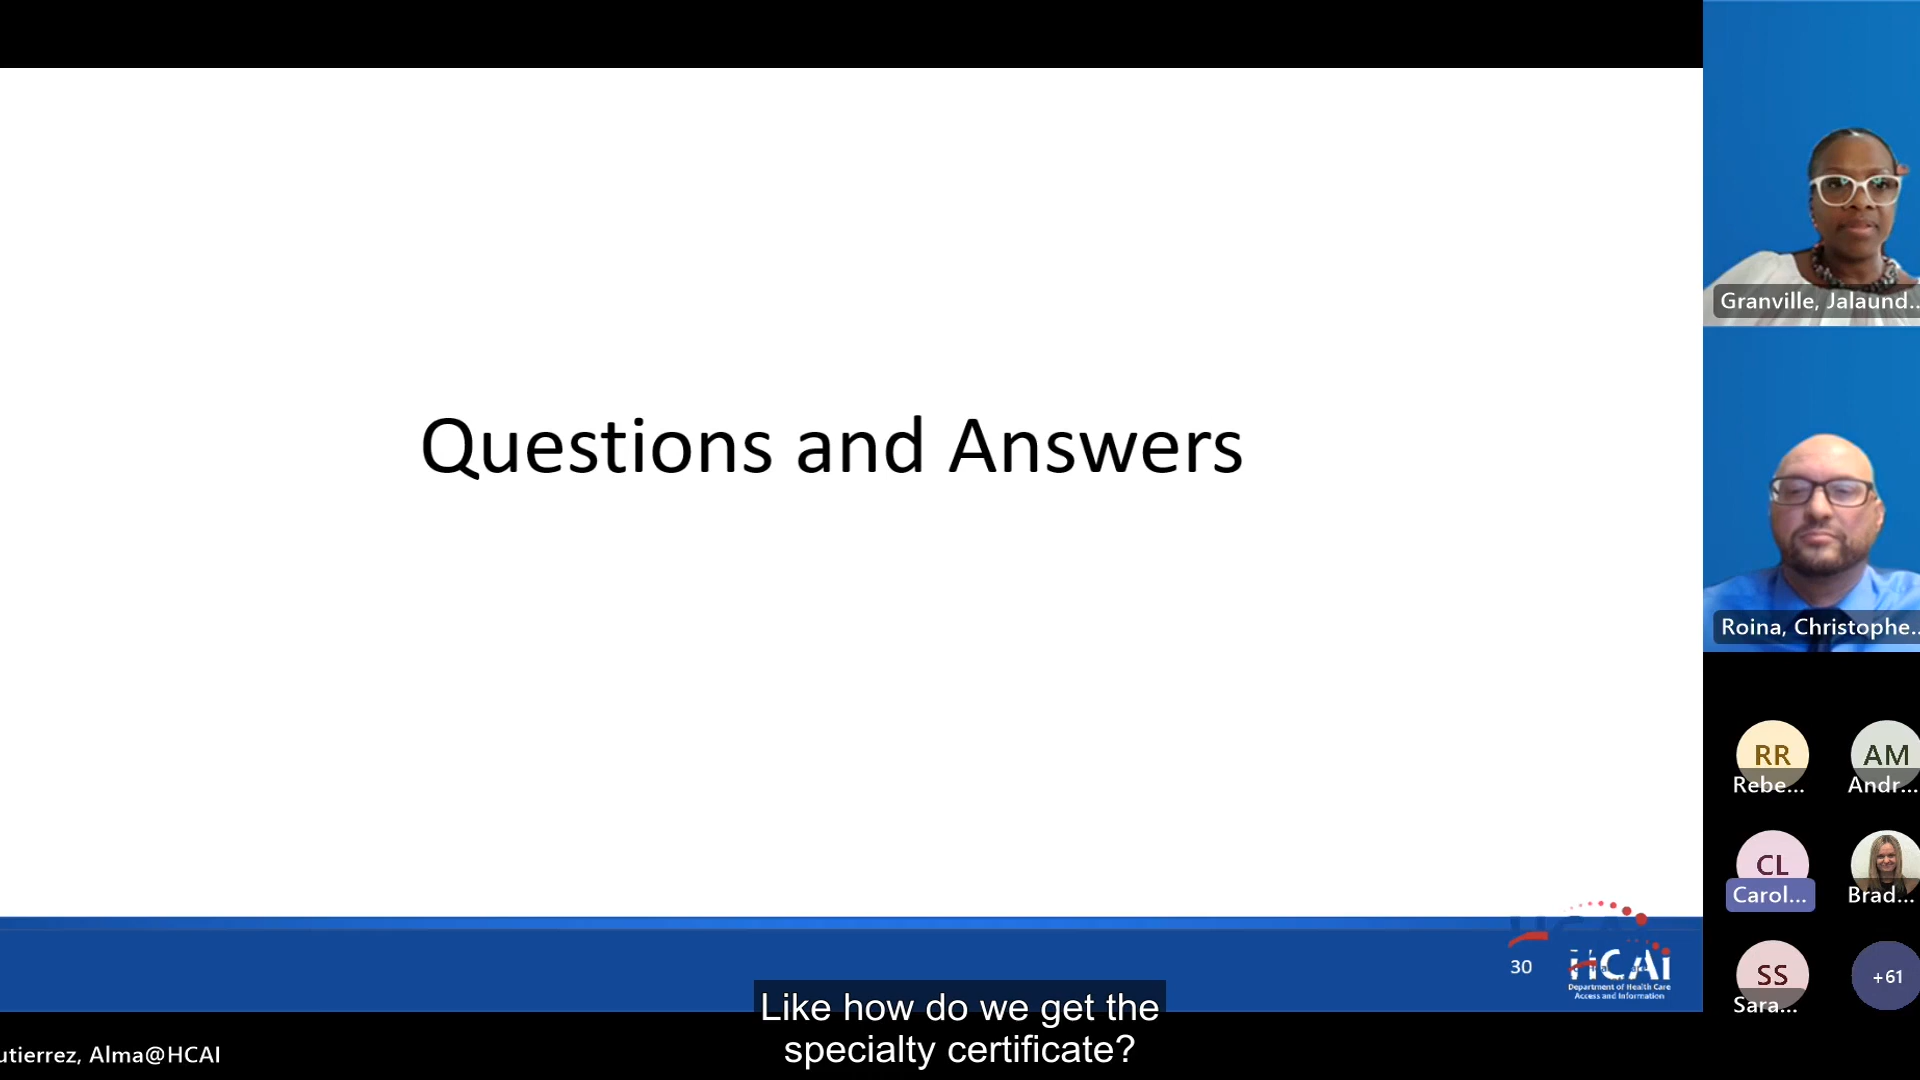 Questions and Answers
Granville, Jalaund...
Roina, Christophe...
RR
Rebe...
AM
Andr...
CL
Carol...
Brad...
SS
Sara...
+61
30
HCAI
Department of Health Care
Access and Information
Like how do we get the
specialty certificate?
utierrez, Alma@HCAI